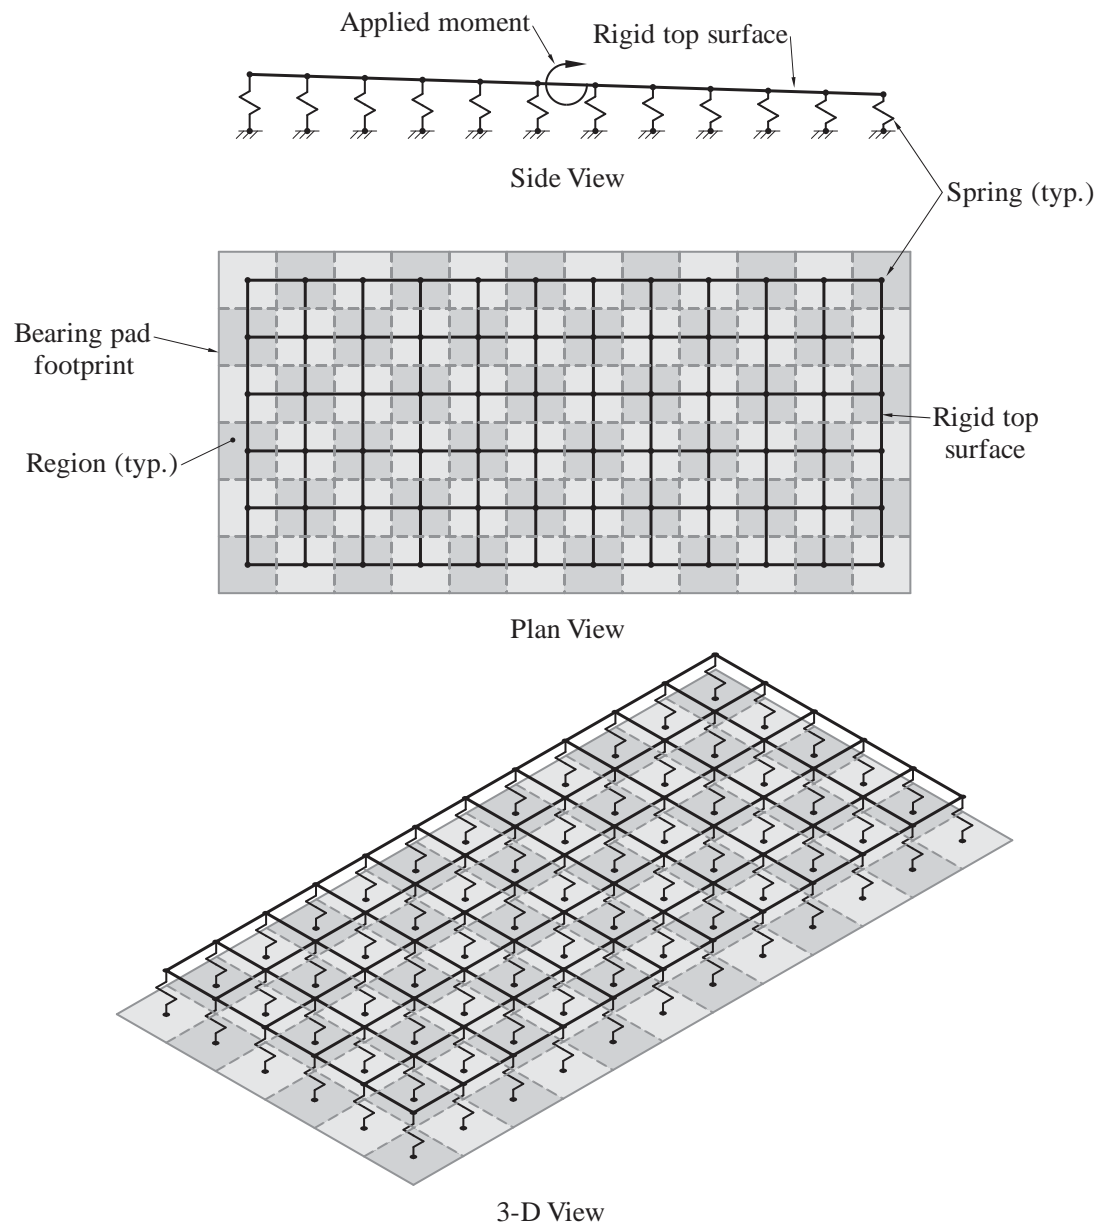 Applied moment
Rigid top surface
Side View
Spring (typ.)
Bearing pad
footprint
Rigid top
surface
Region (typ.)
Plan View
3-D View